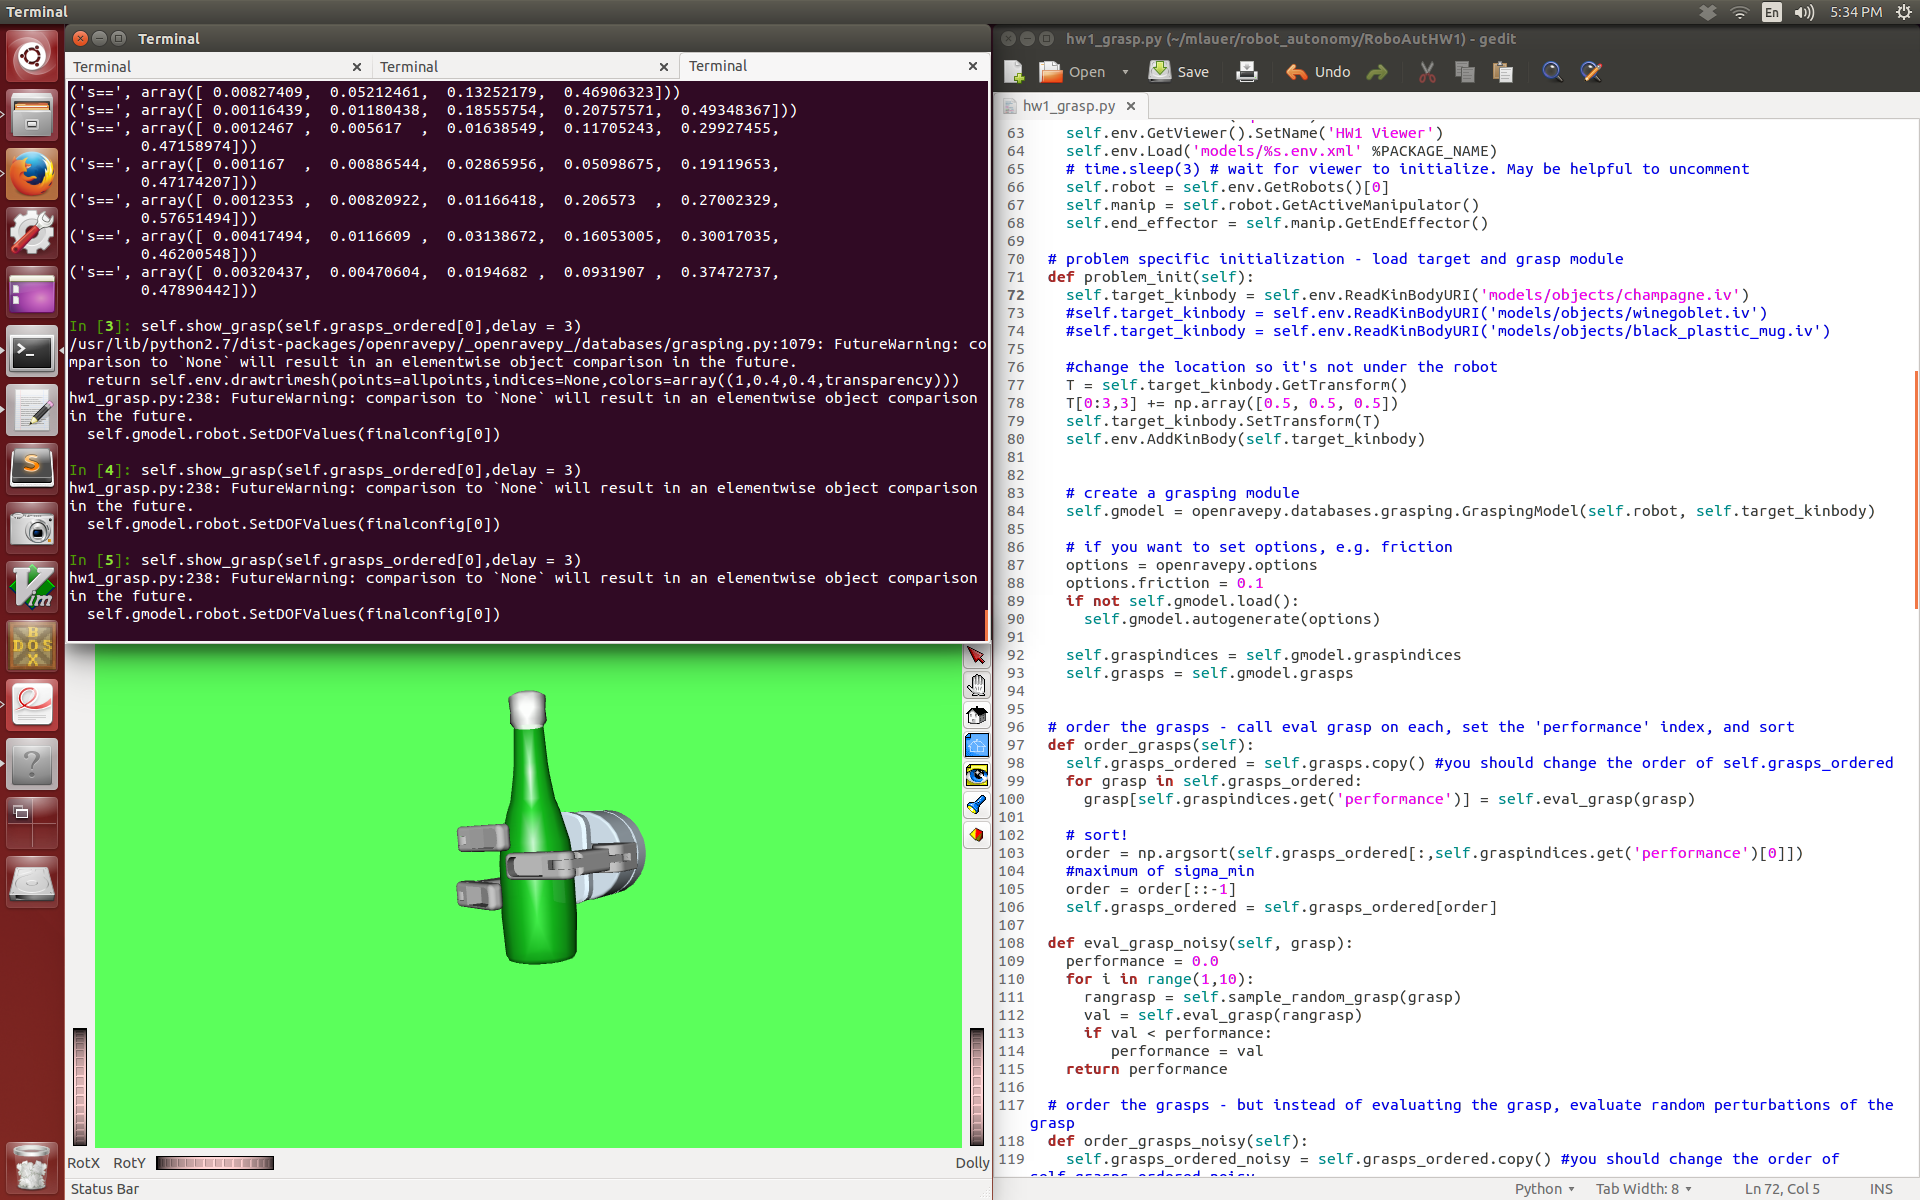 Terminal
En
5:34 PM
Terminal
Terminal
Terminal
Terminal
('s==', array([ 0.00827409,  0.05212461,  0.13252179,  0.46906323]))
('s==', array([ 0.00116439,  0.01180438,  0.18555754,  0.20757571,  0.49348367]))
('s==', array([ 0.0012467 ,  0.005617  ,  0.01638549,  0.11705243,  0.29927455,
        0.47158974]))
('s==', array([ 0.001167  ,  0.00886544,  0.02865956,  0.05098675,  0.19119653,
        0.47174207]))
('s==', array([ 0.0012353 ,  0.00820922,  0.01166418,  0.206573  ,  0.27002329,
        0.57651494]))
('s==', array([ 0.00417494,  0.0116609 ,  0.03138672,  0.16053005,  0.30017035,
        0.46200548]))
('s==', array([ 0.00320437,  0.00470604,  0.0194682 ,  0.0931907 ,  0.37472737,
        0.47890442]))
In [3]: self.show_grasp(self.grasps_ordered[0],delay = 3)
/usr/lib/python2.7/dist-packages/openravepy/_openravepy_/databases/grasping.py:1079: FutureWarning: co
mparison to `None` will result in an elementwise object comparison in the future.
  return self.env.drawtrimesh(points=allpoints,indices=None,colors=array((1,0.4,0.4,transparency)))
hw1_grasp.py:238: FutureWarning: comparison to `None` will result in an elementwise object comparison
in the future.
  self.gmodel.robot.SetDOFValues(finalconfig[0])
In [4]: self.show_grasp(self.grasps_ordered[0],delay = 3)
hw1_grasp.py:238: FutureWarning: comparison to `None` will result in an elementwise object comparison
in the future.
  self.gmodel.robot.SetDOFValues(finalconfig[0])
In [5]: self.show_grasp(self.grasps_ordered[0],delay = 3)
hw1_grasp.py:238: FutureWarning: comparison to `None` will result in an elementwise object comparison
in the future.
  self.gmodel.robot.SetDOFValues(finalconfig[0])
RotX RotY
Dolly
Status Bar
hw1_grasp.py (~/mlauer/robot_autonomy/RoboAutHW1) - gedit
Open
Save
Undo
hw1_grasp.py
63     self.env.GetViewer().SetName('HW1 Viewer')
64     self.env.Load('models/%s.env.xml' %PACKAGE_NAME)
65     # time.sleep(3) # wait for viewer to initialize. May be helpful to uncomment
66     self.robot = self.env.GetRobots()[0]
67     self.manip = self.robot.GetActiveManipulator()
68     self.end_effector = self.manip.GetEndEffector()
69
70   # problem specific initialization - load target and grasp module
71   def problem_init(self):
72     self.target_kinbody = self.env.ReadKinBodyURI('models/objects/champagne.iv')
73     #self.target_kinbody = self.env.ReadKinBodyURI('models/objects/winegoblet.iv')
74     #self.target_kinbody = self.env.ReadKinBodyURI('models/objects/black_plastic_mug.iv')
75
76     #change the location so it's not under the robot
77     T = self.target_kinbody.GetTransform()
78     T[0:3,3] += np.array([0.5, 0.5, 0.5])
79     self.target_kinbody.SetTransform(T)
80     self.env.AddKinBody(self.target_kinbody)
81
82
83     # create a grasping module
84     self.gmodel = openravepy.databases.grasping.GraspingModel(self.robot, self.target_kinbody)
85
86     # if you want to set options, e.g. friction
87     options = openravepy.options
88     options.friction = 0.1
89     if not self.gmodel.load():
90       self.gmodel.autogenerate(options)
91
92     self.graspindices = self.gmodel.graspindices
93     self.grasps = self.gmodel.grasps
94
95
96   # order the grasps - call eval grasp on each, set the 'performance' index, and sort
97   def order_grasps(self):
98     self.grasps_ordered = self.grasps.copy() #you should change the order of self.grasps_ordered
99     for grasp in self.grasps_ordered:
100       grasp[self.graspindices.get('performance')] = self.eval_grasp(grasp)
101
102     # sort!
103     order = np.argsort(self.grasps_ordered[:,self.graspindices.get('performance')[0]])
104     #maximum of sigma_min
105     order = order[::-1]
106     self.grasps_ordered = self.grasps_ordered[order]
107
108   def eval_grasp_noisy(self, grasp):
109     performance = 0.0
110     for i in range(1,10):
111       rangrasp = self.sample_random_grasp(grasp)
112       val = self.eval_grasp(rangrasp)
113       if val < performance:
114          performance = val
115     return performance
116
117   # order the grasps - but instead of evaluating the grasp, evaluate random perturbations of the
grasp
118   def order_grasps_noisy(self):
119     self.grasps_ordered_noisy = self.grasps_ordered.copy() #you should change the order of
Python
Tab Width: 8
Ln 72, Col 5
INS